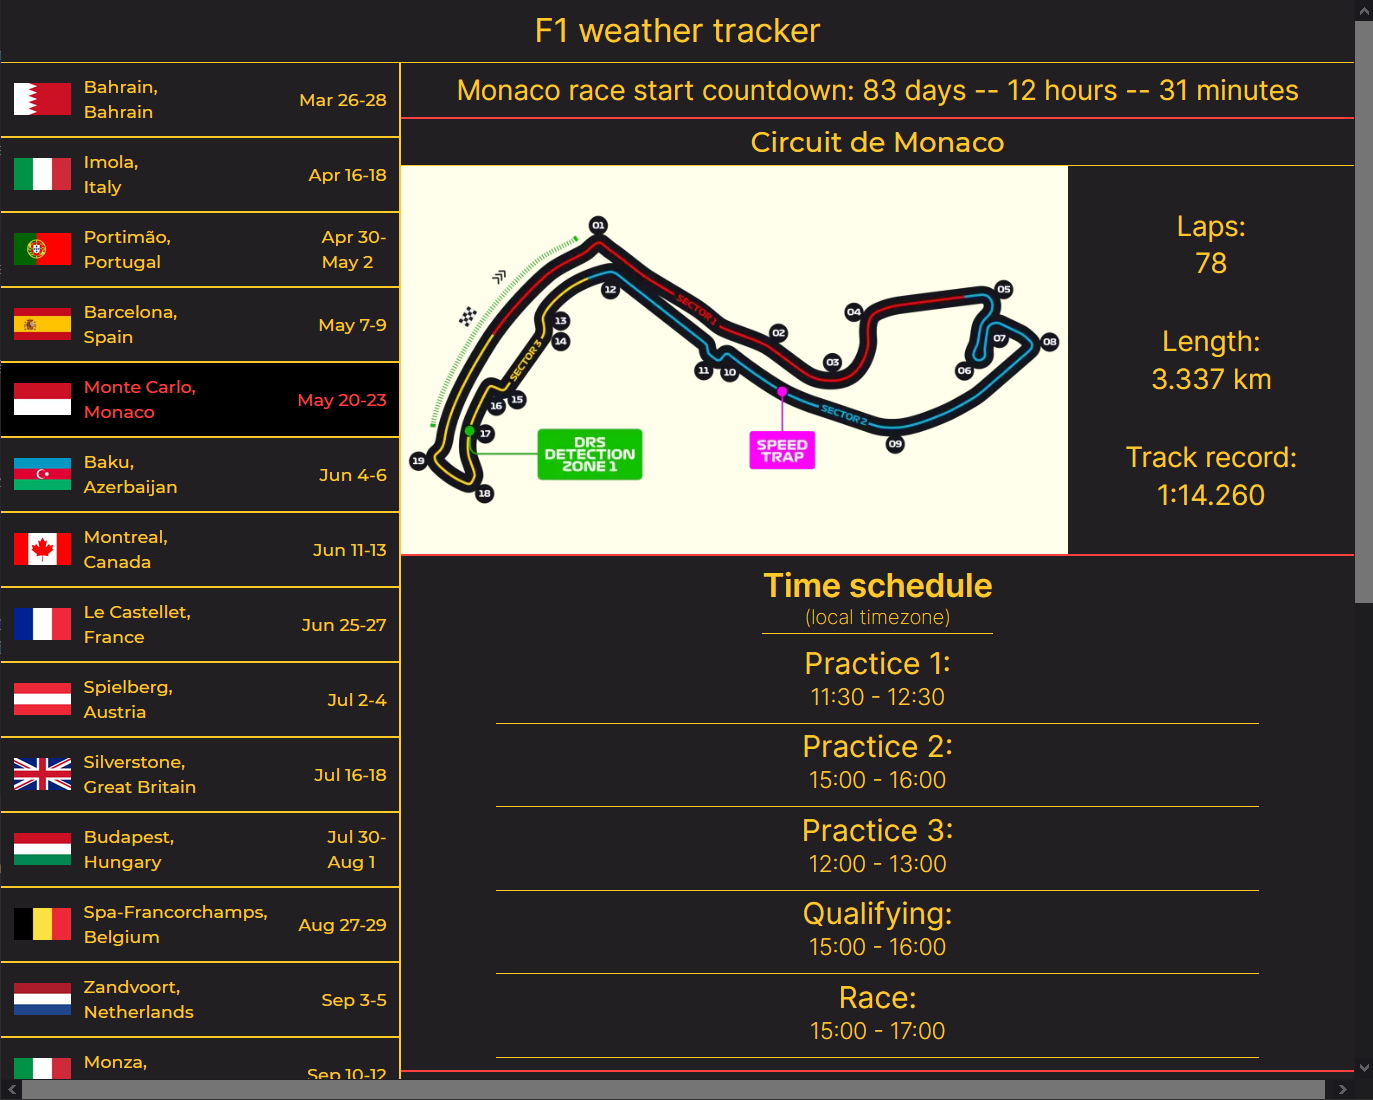 F1 weather tracker
Bahrain,
Bahrain
Mar 26-28
Imola,
Italy
Apr 16-18
Portimão,
Portugal
Apr 30-
May 2
Barcelona,
Spain
May 7-9
Monte Carlo,
Monaco
May 20-23
Baku,
Azerbaijan
Jun 4-6
Montreal,
Canada
Jun 11-13
Le Castellet,
France
Jun 25-27
Spielberg,
Austria
Jul 2-4
Silverstone,
Great Britain
Jul 16-18
Budapest,
Hungary
Jul 30-
Aug 1
Spa-Francorchamps,
Belgium
Aug 27-29
Zandvoort,
Netherlands
Sep 3-5
Monza,
Sep 10-12
Monaco race start countdown: 83 days -- 12 hours -- 31 minutes
Circuit de Monaco
01
02
03
04
05
06
07
08
09
10
11
12
13
14
15
16
17
18
19
SECTOR 1
SECTOR 2
SECTOR 3
DRS
DETECTION
ZONE 1
SPEED
TRAP
Laps:
78
Length:
3.337 km
Track record:
1:14.260
Time schedule
(local timezone)
Practice 1:
11:30 - 12:30
Practice 2:
15:00 - 16:00
Practice 3:
12:00 - 13:00
Qualifying:
15:00 - 16:00
Race:
15:00 - 17:00